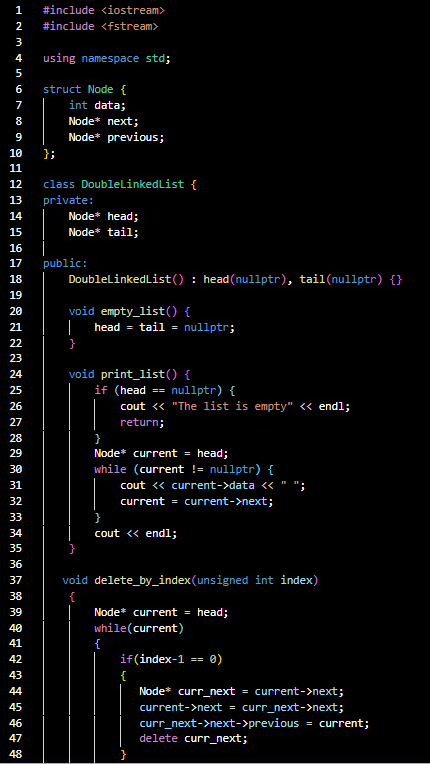 1 #include <iostream>
2 #include <fstream>
3
4 using namespace std;
5
6 struct Node {
7 int data;
8 Node* next;
9 Node* previous;
10 };
11
12 class DoubleLinkedList {
13 private:
14 Node* head;
15 Node* tail;
16
17 public:
18 DoubleLinkedList() : head(nullptr), tail(nullptr) {}
19
20 void empty_list() {
21 head = tail = nullptr;
22 }
23
24 void print_list() {
25 if (head == nullptr) {
26 cout << "The list is empty" << endl;
27 return;
28 }
29 Node* current = head;
30 while (current != nullptr) {
31 cout << current->data << " ";
32 current = current->next;
33 }
34 cout << endl;
35 }
36
37 void delete_by_index(unsigned int index)
38 {
39 Node* current = head;
40 while(current)
41 {
42 if(index-1 == 0)
43 {
44 Node* curr_next = current->next;
45 current->next = curr_next->next;
46 curr_next->next->previous = current;
47 delete curr_next;
48 }